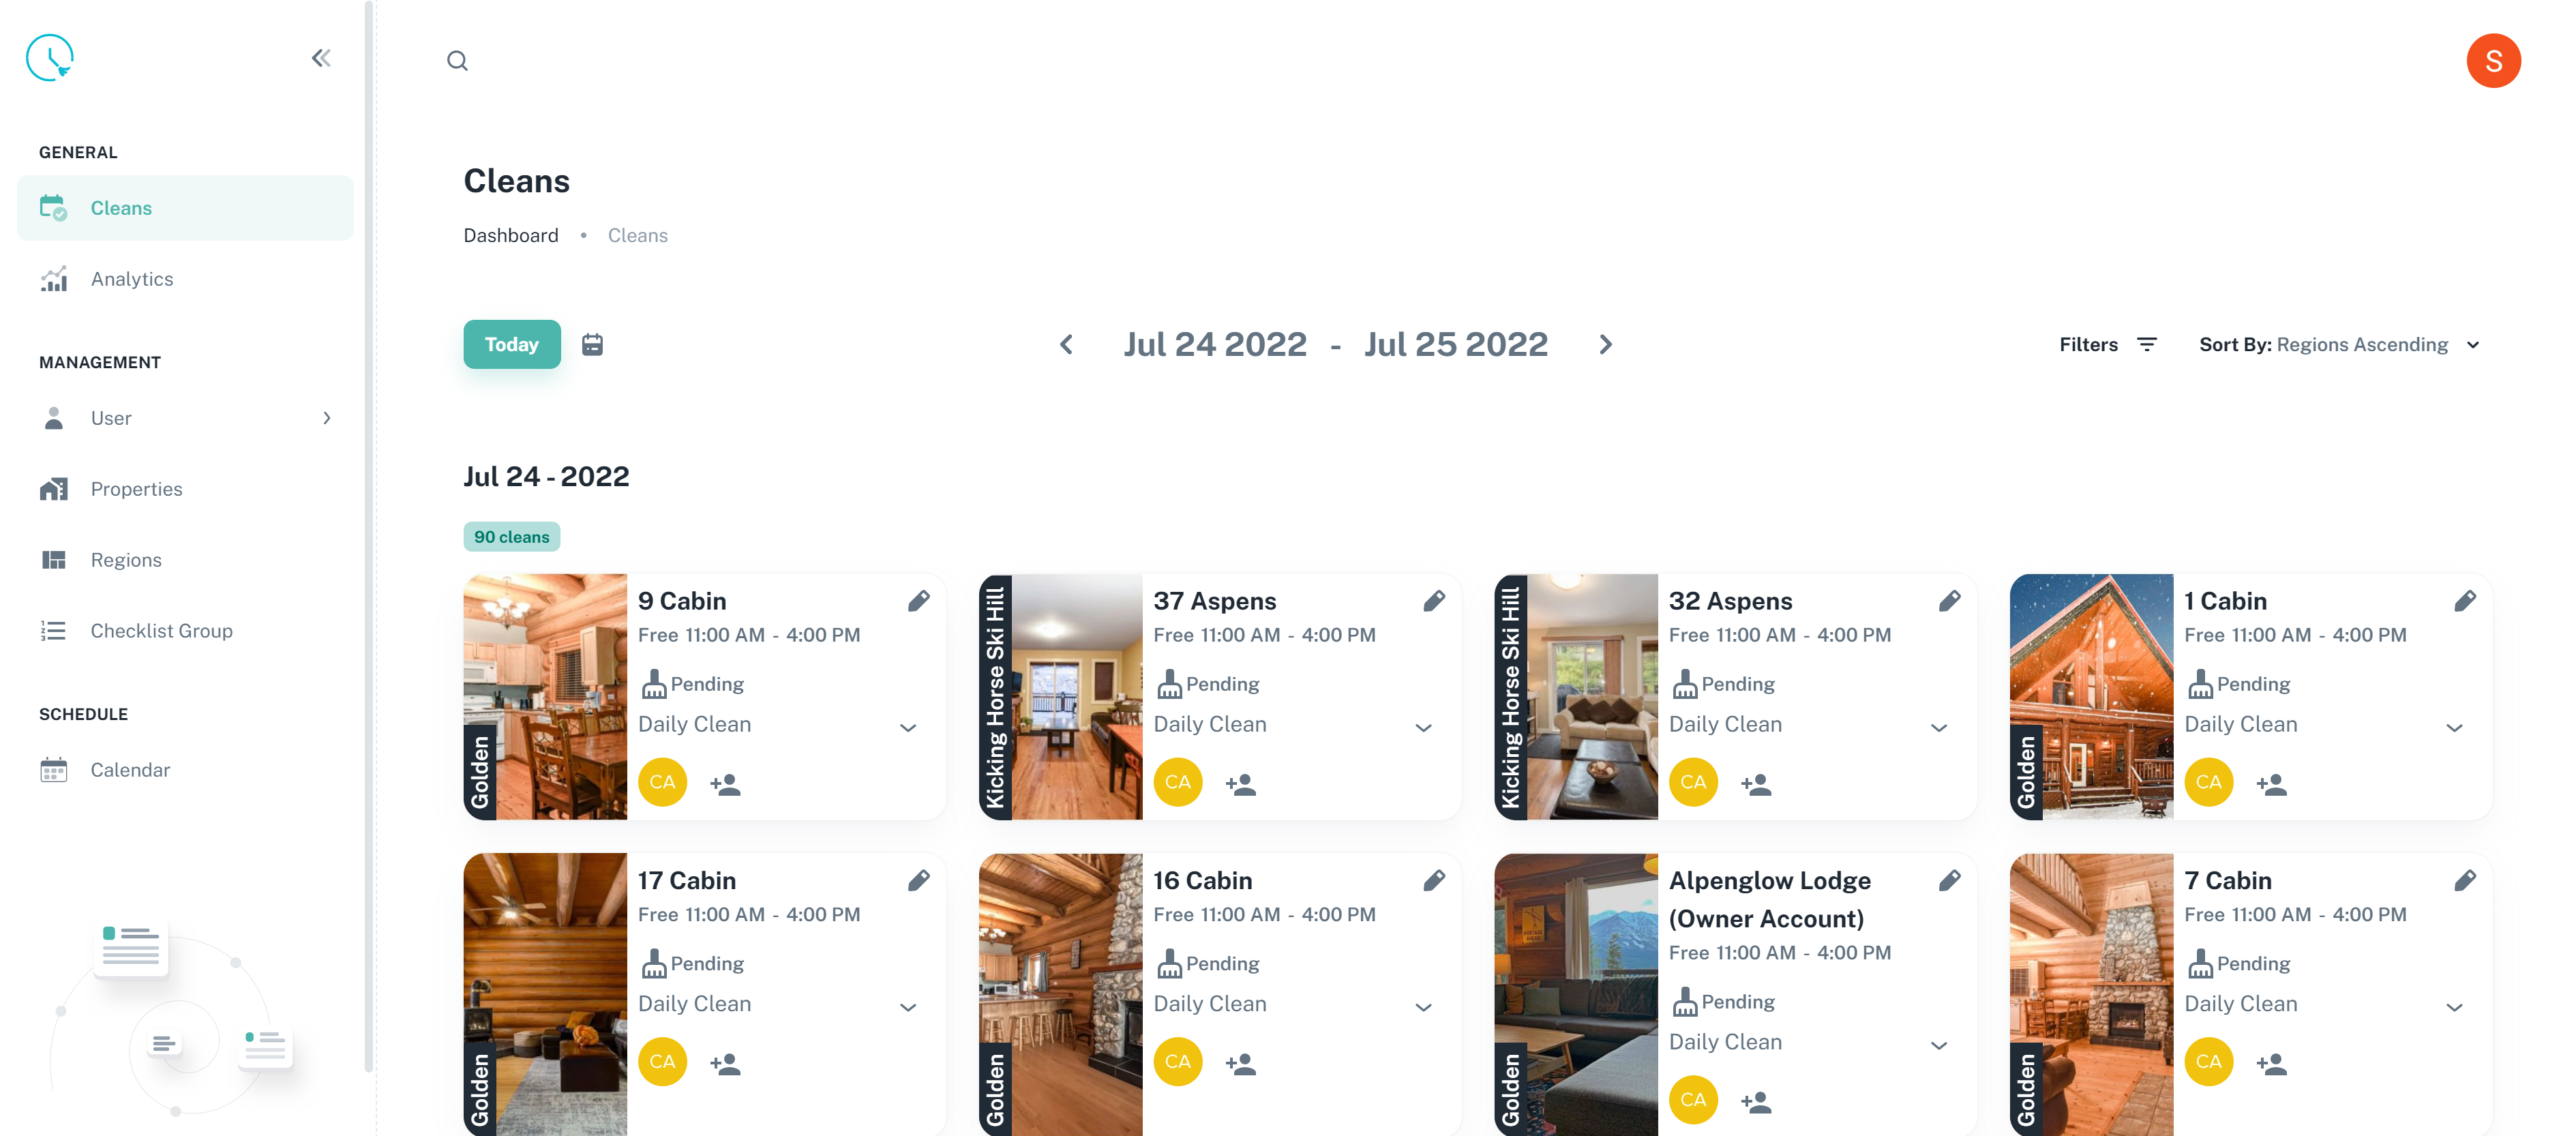 S
GENERAL
Cleans
Analytics
MANAGEMENT
User
Properties
Regions
Checklist Group
SCHEDULE
Calendar
Cleans
Dashboard • Cleans
Today
Jul 24 2022 - Jul 25 2022
Filters
Sort By: Regions Ascending
Jul 24 - 2022
90 cleans
Golden
9 Cabin
Free 11:00 AM - 4:00 PM
Pending
Daily Clean
CA
Kicking Horse Ski Hill
37 Aspens
Free 11:00 AM - 4:00 PM
Pending
Daily Clean
CA
Kicking Horse Ski Hill
32 Aspens
Free 11:00 AM - 4:00 PM
Pending
Daily Clean
CA
Golden
1 Cabin
Free 11:00 AM - 4:00 PM
Pending
Daily Clean
CA
Golden
17 Cabin
Free 11:00 AM - 4:00 PM
Pending
Daily Clean
CA
Golden
16 Cabin
Free 11:00 AM - 4:00 PM
Pending
Daily Clean
CA
Golden
Alpenglow Lodge
(Owner Account)
Free 11:00 AM - 4:00 PM
Pending
Daily Clean
CA
Golden
7 Cabin
Free 11:00 AM - 4:00 PM
Pending
Daily Clean
CA